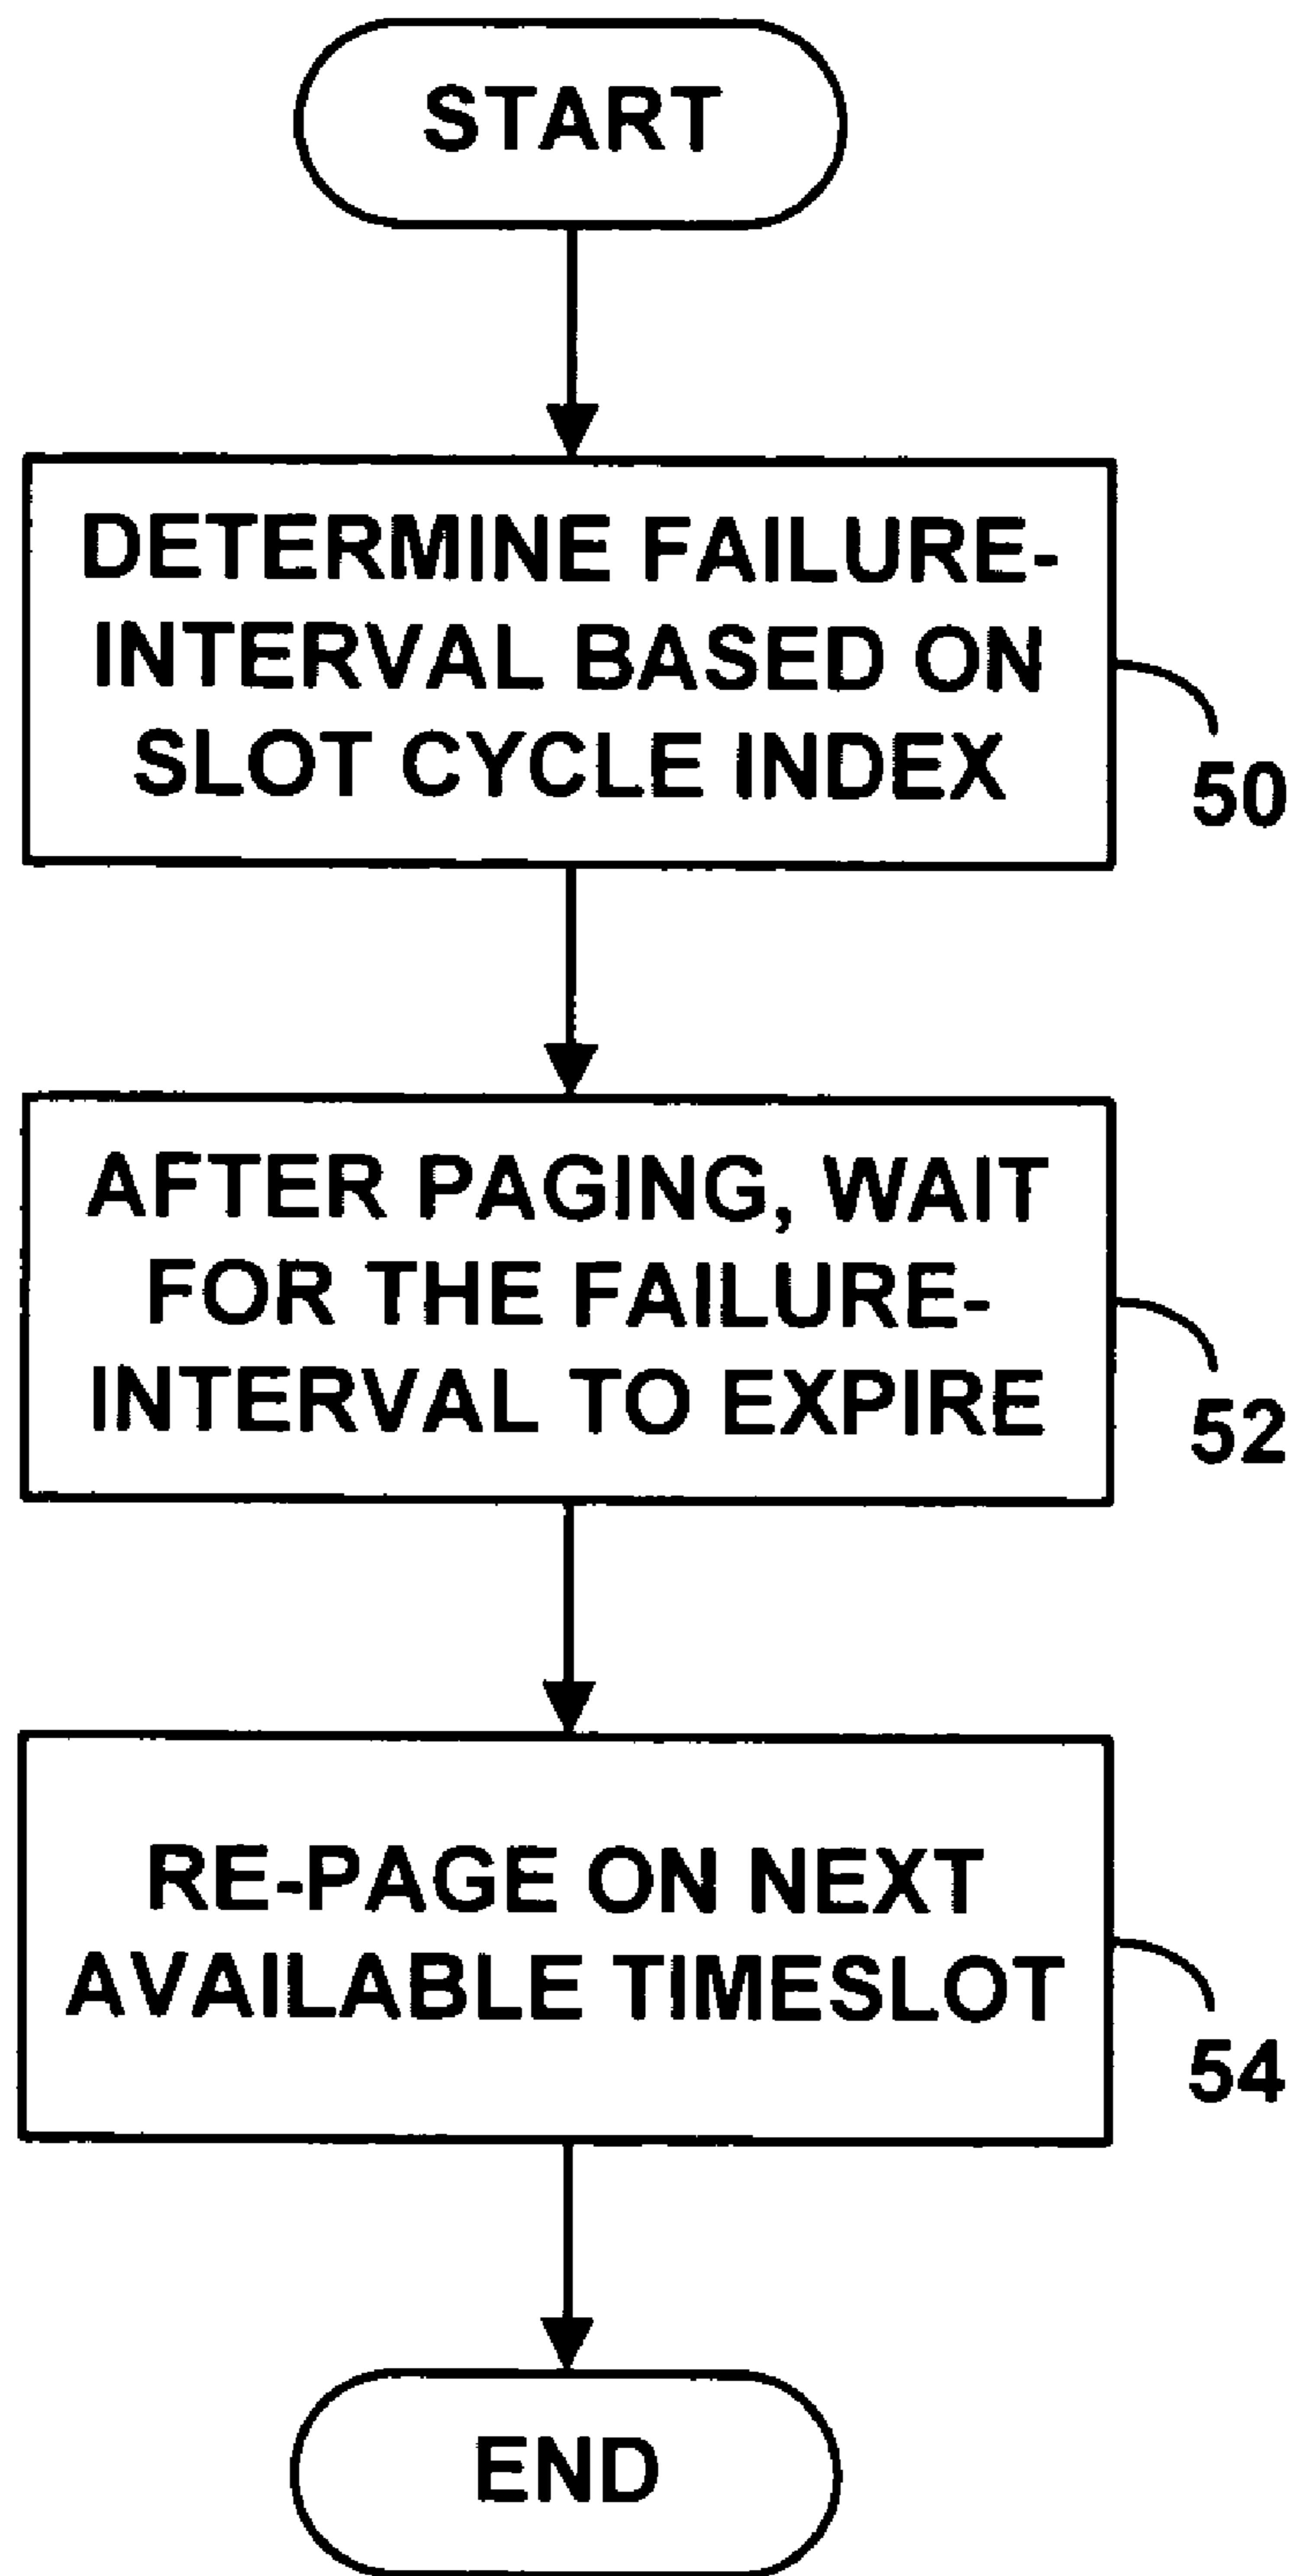 START
DETERMINE FAILURE-
INTERVAL BASED ON
SLOT CYCLE INDEX
50
AFTER PAGING, WAIT
FOR THE FAILURE-
INTERVAL TO EXPIRE
52
RE-PAGE ON NEXT
AVAILABLE TIMESLOT
54
END